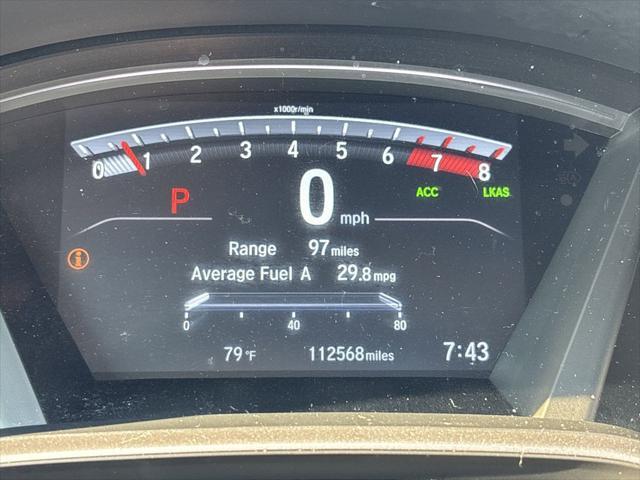 x1000r/min
0 1 2 3 4 5 6 7 8
P 0 mph ACC LKAS
Range 97 miles
i
Average Fuel A 29.8 mpg
0 40 80
79°F 112568 miles 7:43